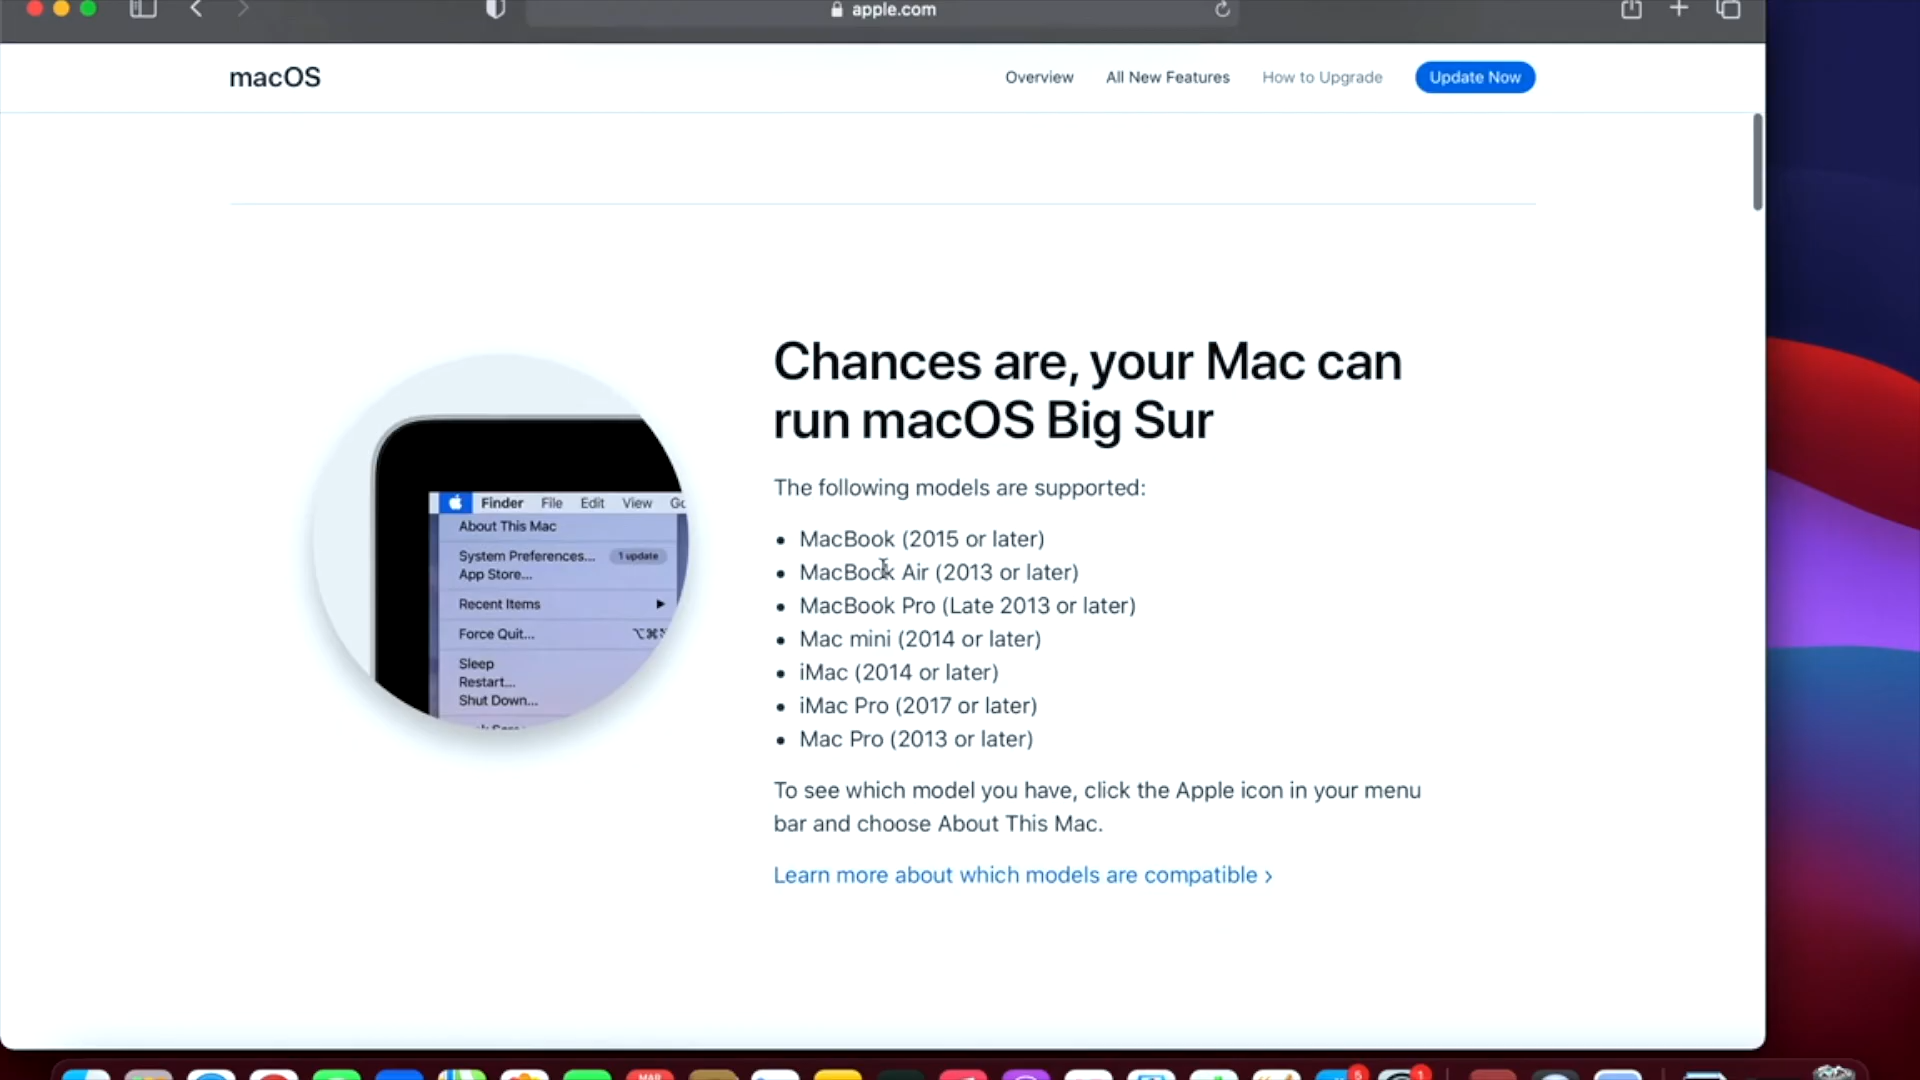 apple.com
macOS
Overview
All New Features
How to Upgrade
Update Now
Chances are, your Mac can
run macOS Big Sur
The following models are supported:
• MacBook (2015 or later)
• MacBook Air (2013 or later)
• MacBook Pro (Late 2013 or later)
• Mac mini (2014 or later)
• iMac (2014 or later)
• iMac Pro (2017 or later)
• Mac Pro (2013 or later)
To see which model you have, click the Apple icon in your menu
bar and choose About This Mac.
Learn more about which models are compatible ›
Finder File Edit View
About This Mac
System Preferences... 1 update
App Store...
Recent Items
Force Quit...
Sleep
Restart...
Shut Down...
MAR
5
1